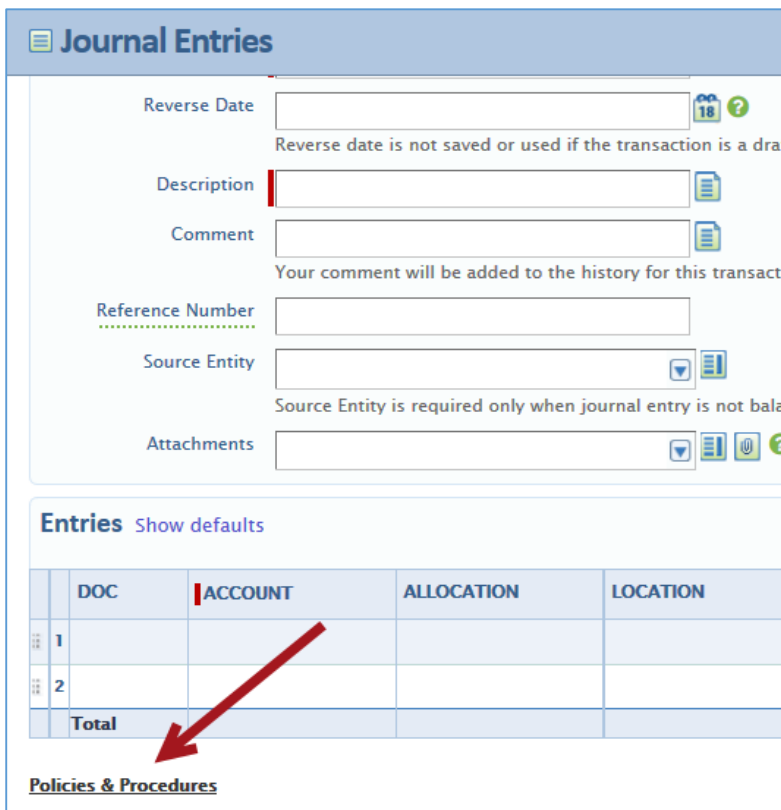 Journal Entries
Reverse Date
18
Reverse date is not saved or used if the transaction is a dra
Description
Comment
Your comment will be added to the history for this transact
Reference Number
Source Entity
Source Entity is required only when journal entry is not bala
Attachments
Entries Show defaults
DOC ACCOUNT ALLOCATION LOCATION
1
2
Total
Policies & Procedures